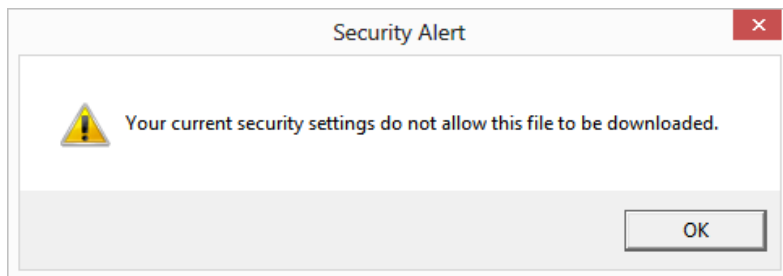 Security Alert
Your current security settings do not allow this file to be downloaded.
OK